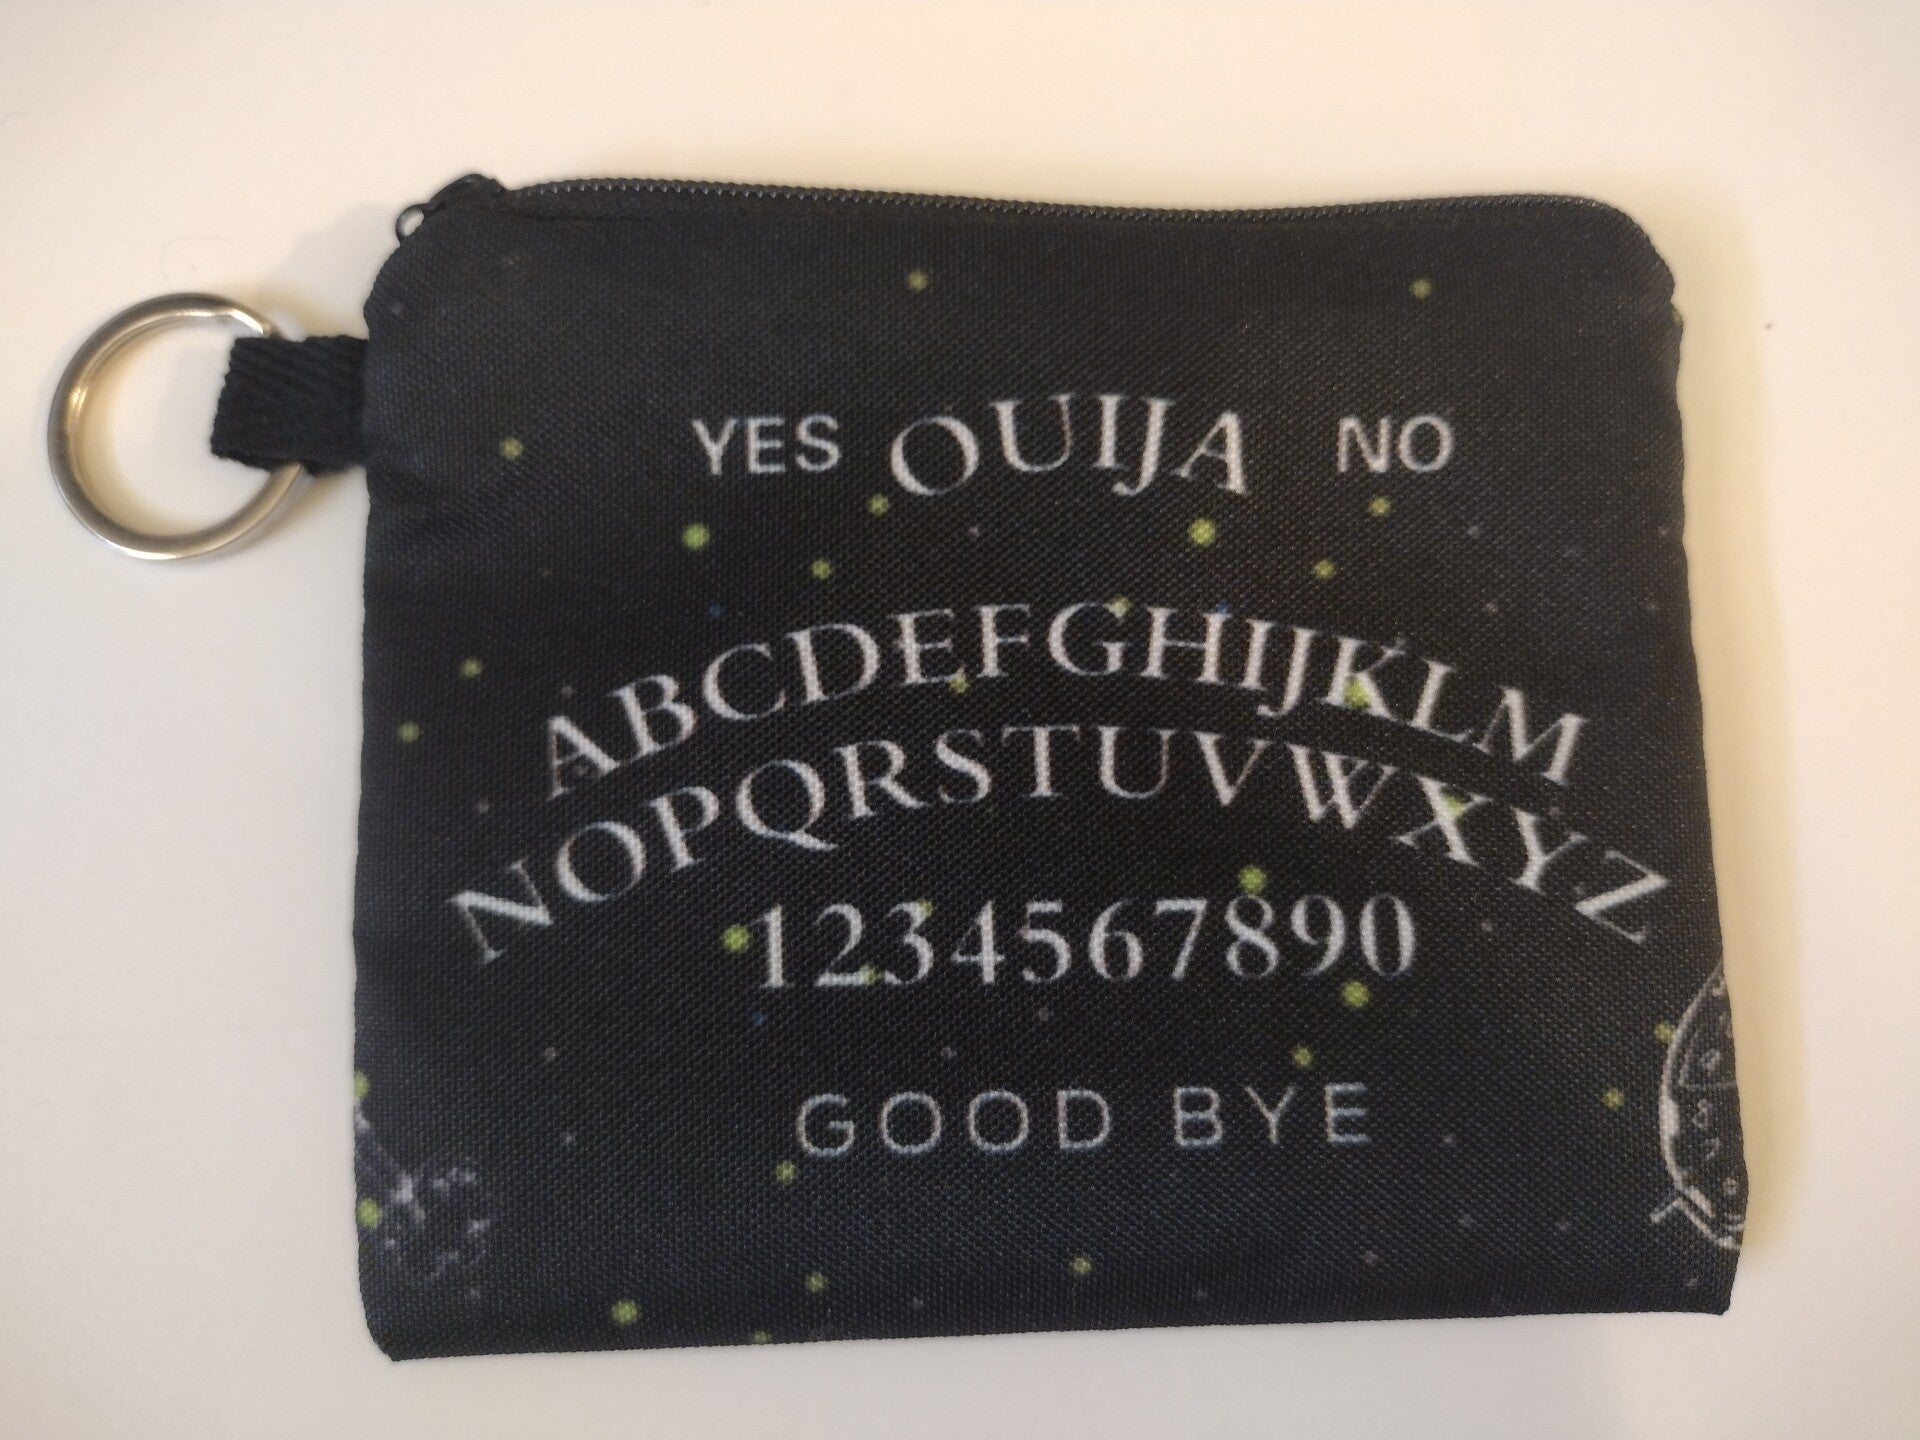 YES OUIJA NO
ABCDEFGHIJKLM
NOPQRSTUVWXYZ
1234567890
GOOD BYE